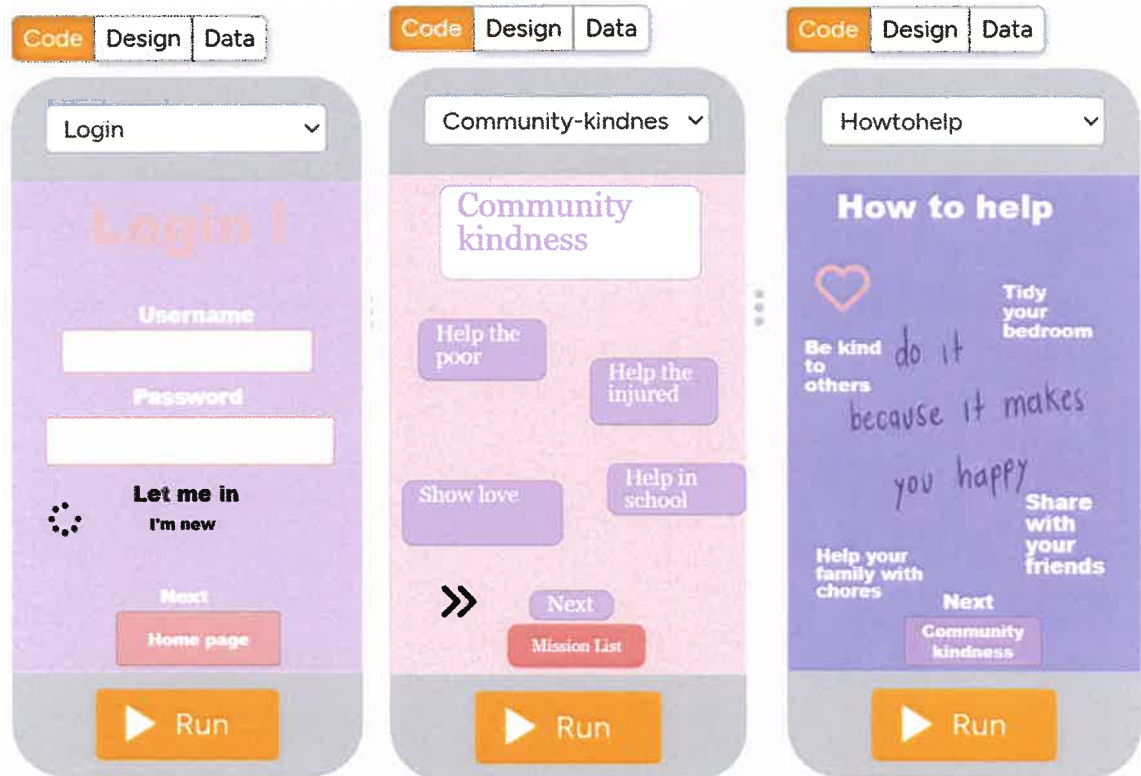 Code Design Data
Login
Login !
Username
Password
Let me in
I'm new
Next
Home page
Run
Code Design Data
Community-kindnes
Community
kindness
Help the
poor
Help the
injured
Show love
Help in
school
Next
Mission List
Run
Code Design Data
Howtohelp
How to help
Tidy
your
bedroom
Be kind
to
others
do it
because it makes
you happy
Share
with
your
friends
Help your
family with
chores
Next
Community
kindness
Run